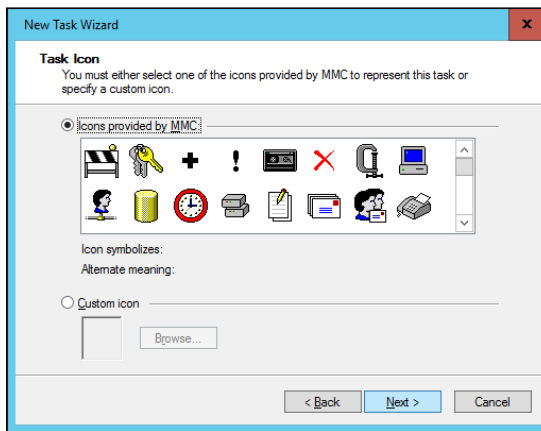 New Task Wizard
x
Task Icon
You must either select one of the icons provided by MMC to represent this task or
specify a custom icon.
Icons provided by MMC:
Icon symbolizes:
Alternate meaning:
Custom icon
Browse...
< Back
Next >
Cancel